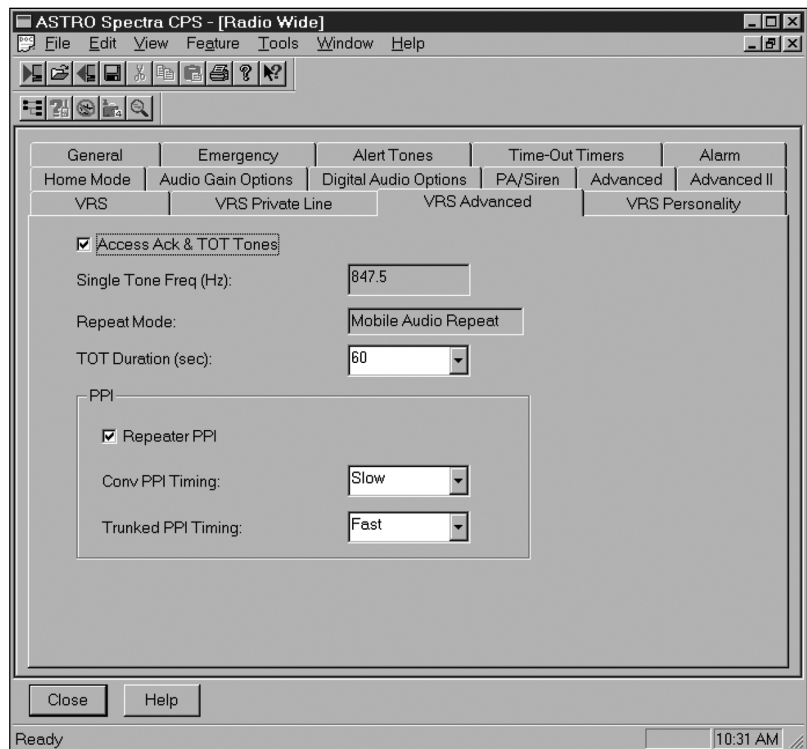 ASTRO Spectra CPS - [Radio Wide]
File Edit View Feature Tools Window Help
General Emergency Alert Tones Time-Out Timers Alarm
Home Mode Audio Gain Options Digital Audio Options PA/Siren Advanced Advanced II
VRS VRS Private Line VRS Advanced VRS Personality
Access Ack & TOT Tones
Single Tone Freq (Hz): 847.5
Repeat Mode: Mobile Audio Repeat
TOT Duration (sec): 60
PPI
Repeater PPI
Conv PPI Timing: Slow
Trunked PPI Timing: Fast
Close Help
Ready 10:31 AM